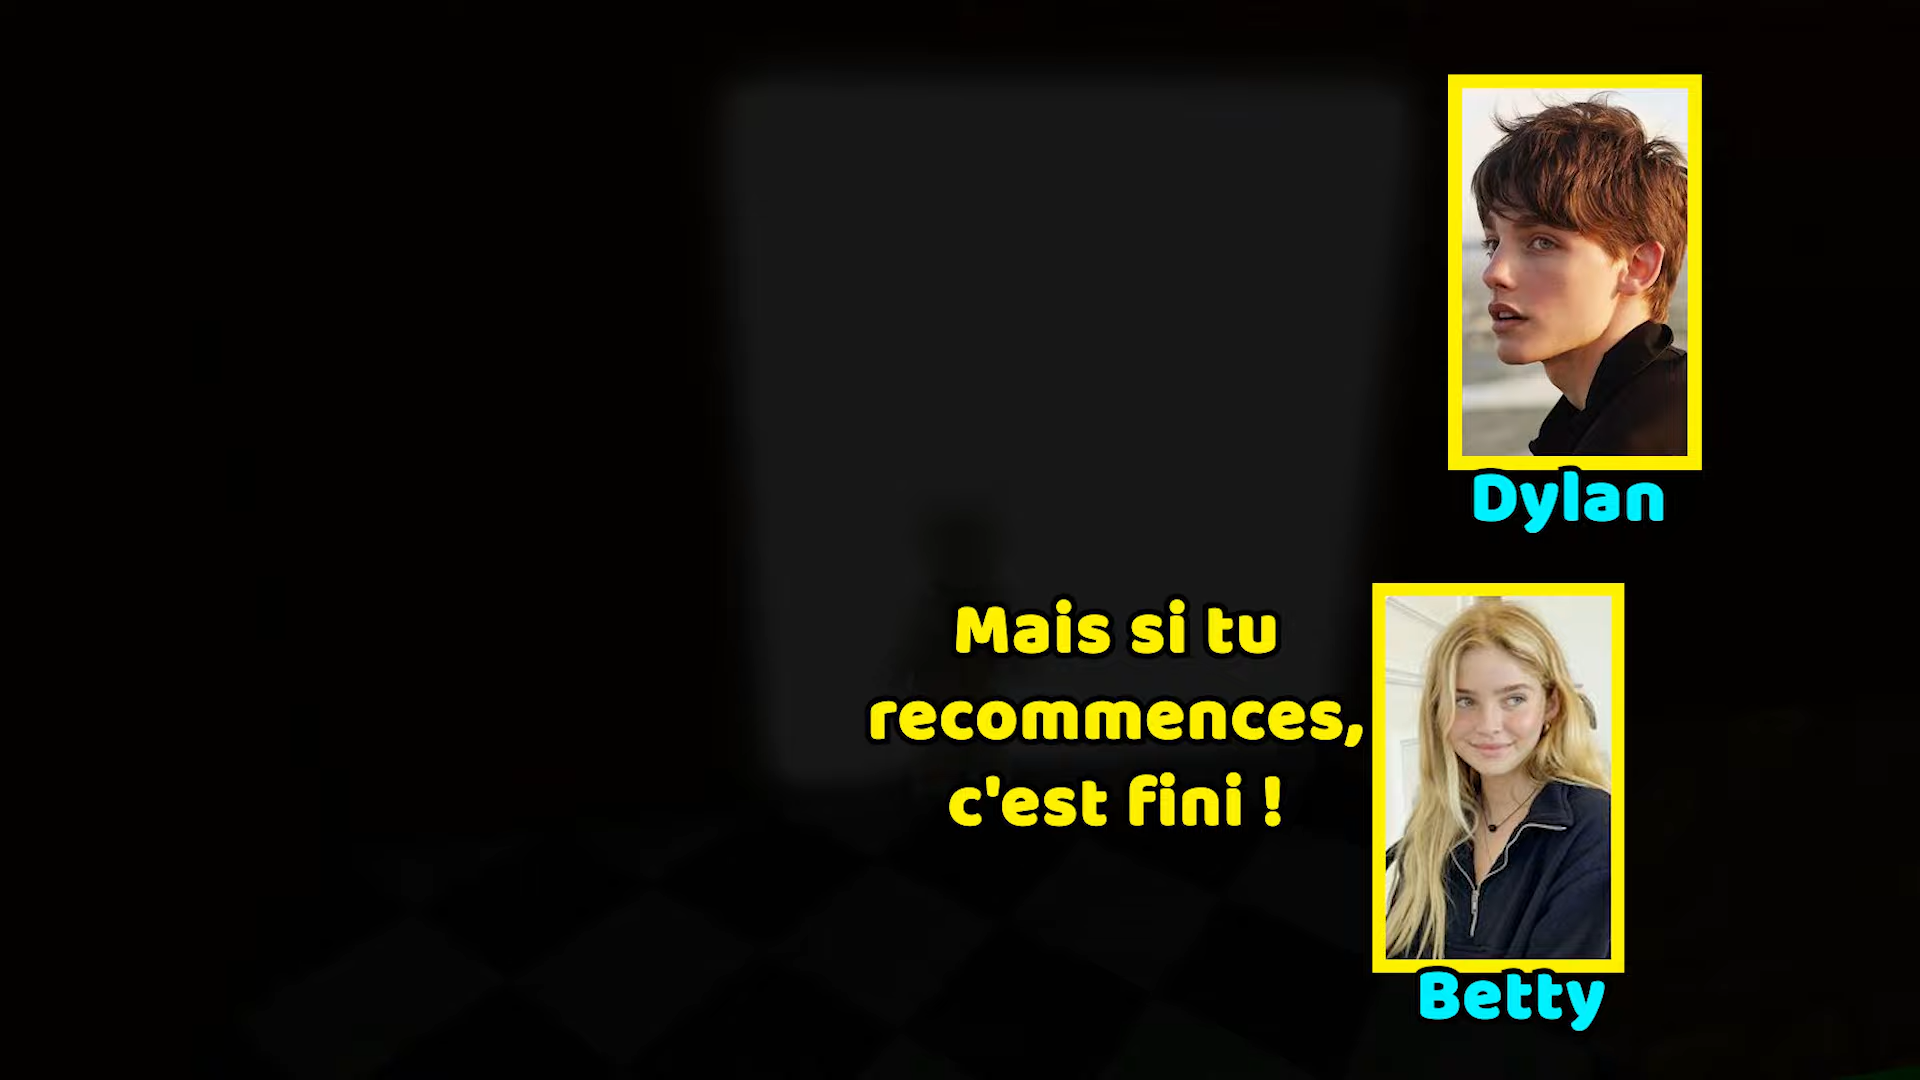 Dylan
Mais si tu
recommences,
c'est fini !
Betty